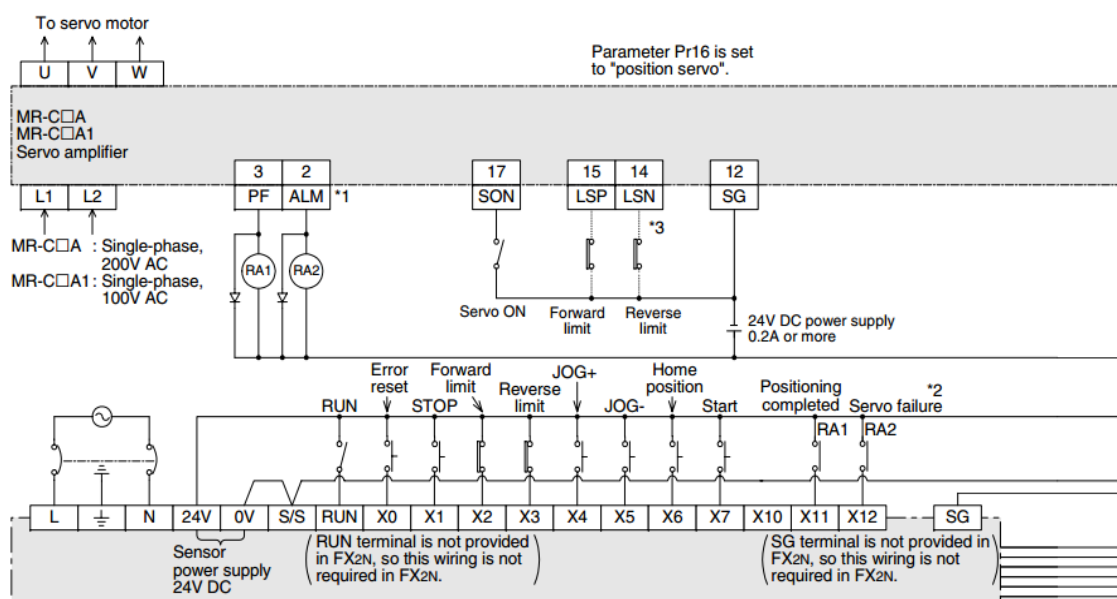 To servo motor
Parameter Pr16 is set
to "position servo".
U V W
MR-C□A
MR-C□A1
Servo amplifier
3 2 17 15 14 12
L1 L2 PF ALM *1 SON LSP LSN SG
*3
MR-C□A : Single-phase,
200V AC
MR-C□A1 : Single-phase,
100V AC
RA1 RA2
Servo ON
Forward
limit
Reverse
limit
24V DC power supply
0.2A or more
RUN
Error
reset
STOP
Forward
limit
Reverse
limit
JOG+
JOG-
Home
position
Start
Positioning
completed
*2
Servo failure
RA1 RA2
L N 24V 0V S/S RUN X0 X1 X2 X3 X4 X5 X6 X7 X10 X11 X12 SG
Sensor
power supply
24V DC
(RUN terminal is not provided
in FX2N, so this wiring is not
required in FX2N.)
(SG terminal is not provided in
FX2N, so this wiring is not
required in FX2N.)